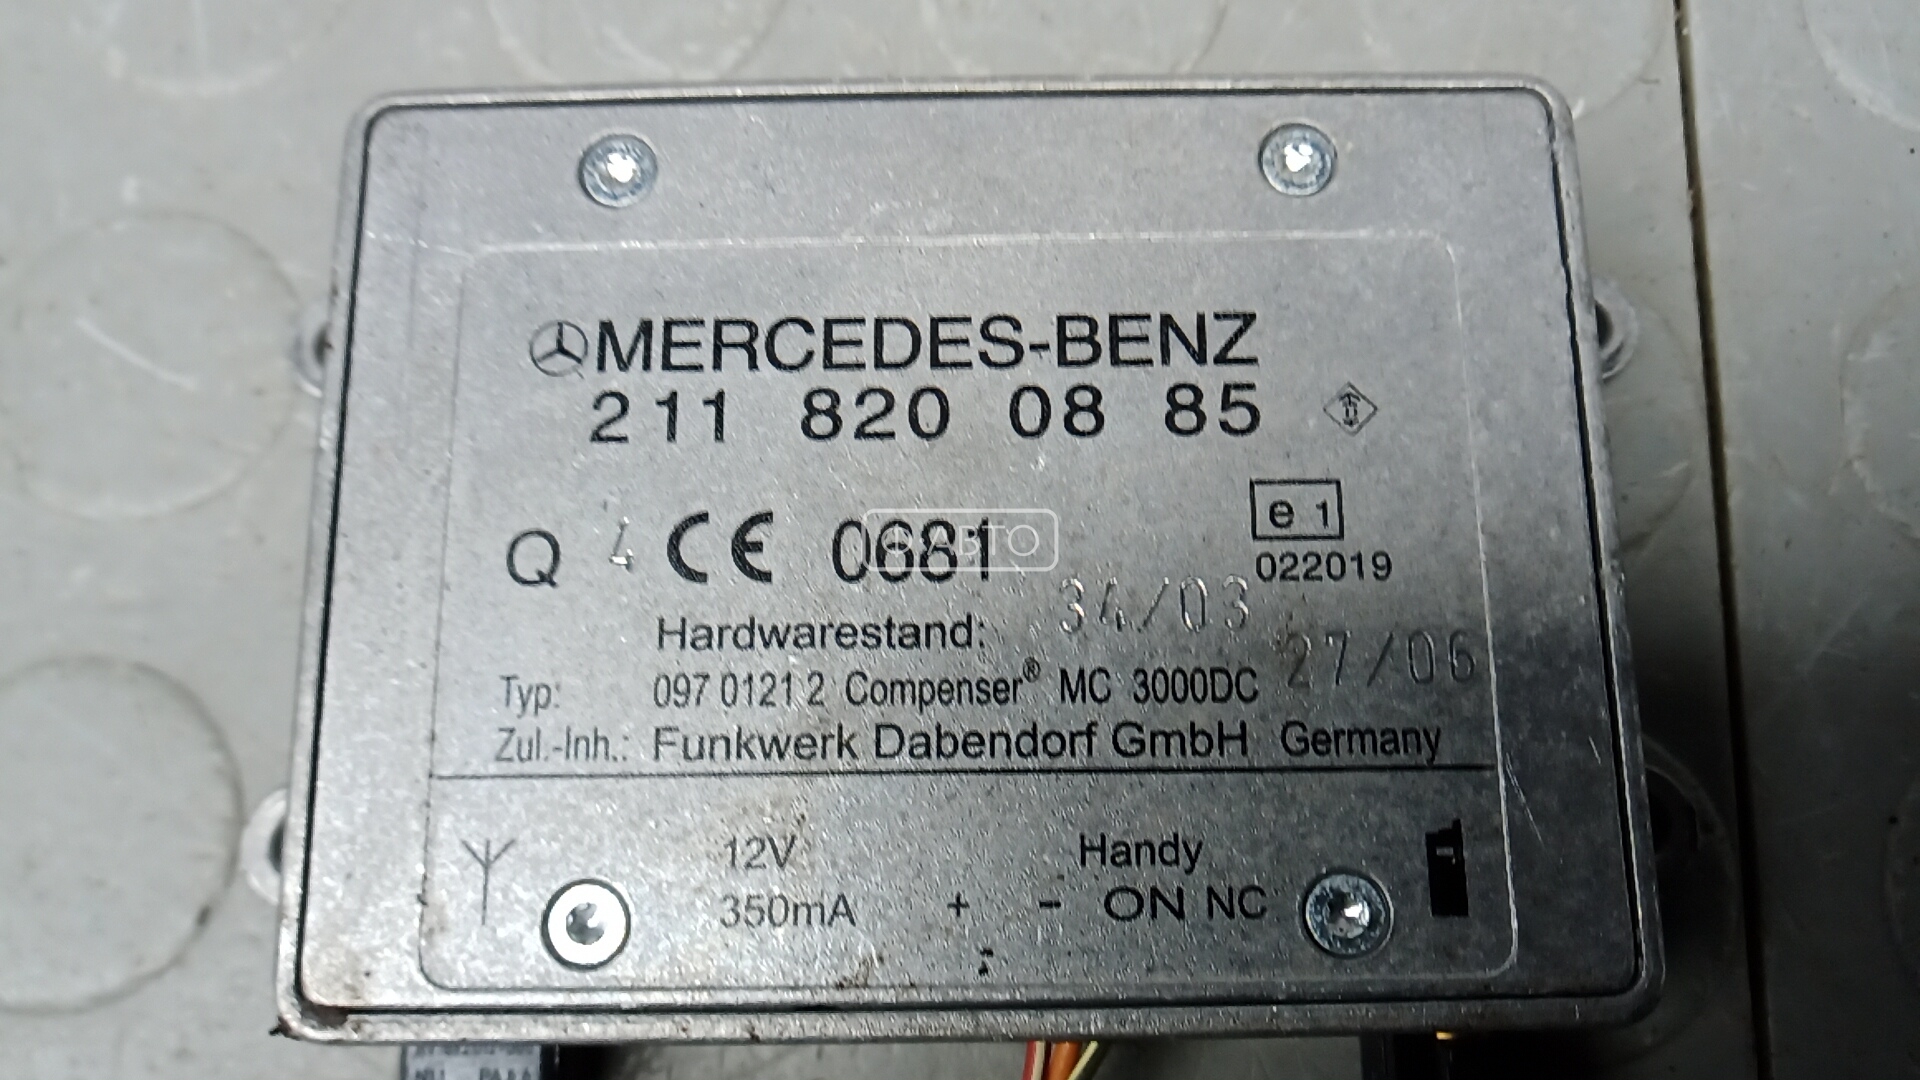 MERCEDES-BENZ
211 820 08 85
Q 4 CE 0681
e 1
022019
Hardwarestand: 34/03
27/06
Typ: 097 0121 2 Compenser® MC 3000DC
Zul.-Inh.: Funkwerk Dabendorf GmbH Germany
12V Handy
350mA + - ON NC